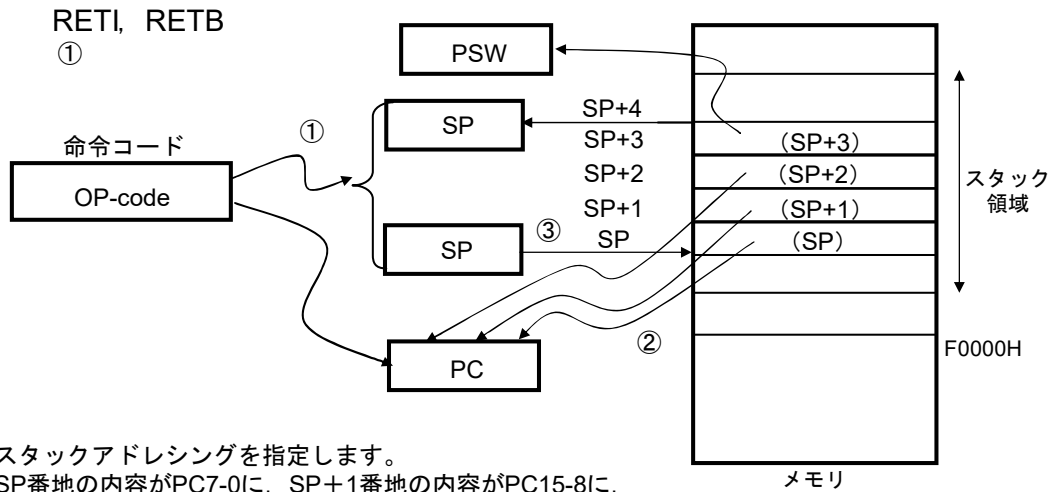 RETI, RETB
①
PSW
SP+4
SP
①
SP+3
(SP+3)
命令コード
SP+2
(SP+2)
スタック
領域
OP-code
SP+1
(SP+1)
③
SP
(SP)
SP
②
F0000H
PC
スタックアドレシングを指定します。
メモリ
SP番地の内容がPC7-0に，SP＋1番地の内容がPC15-8に，